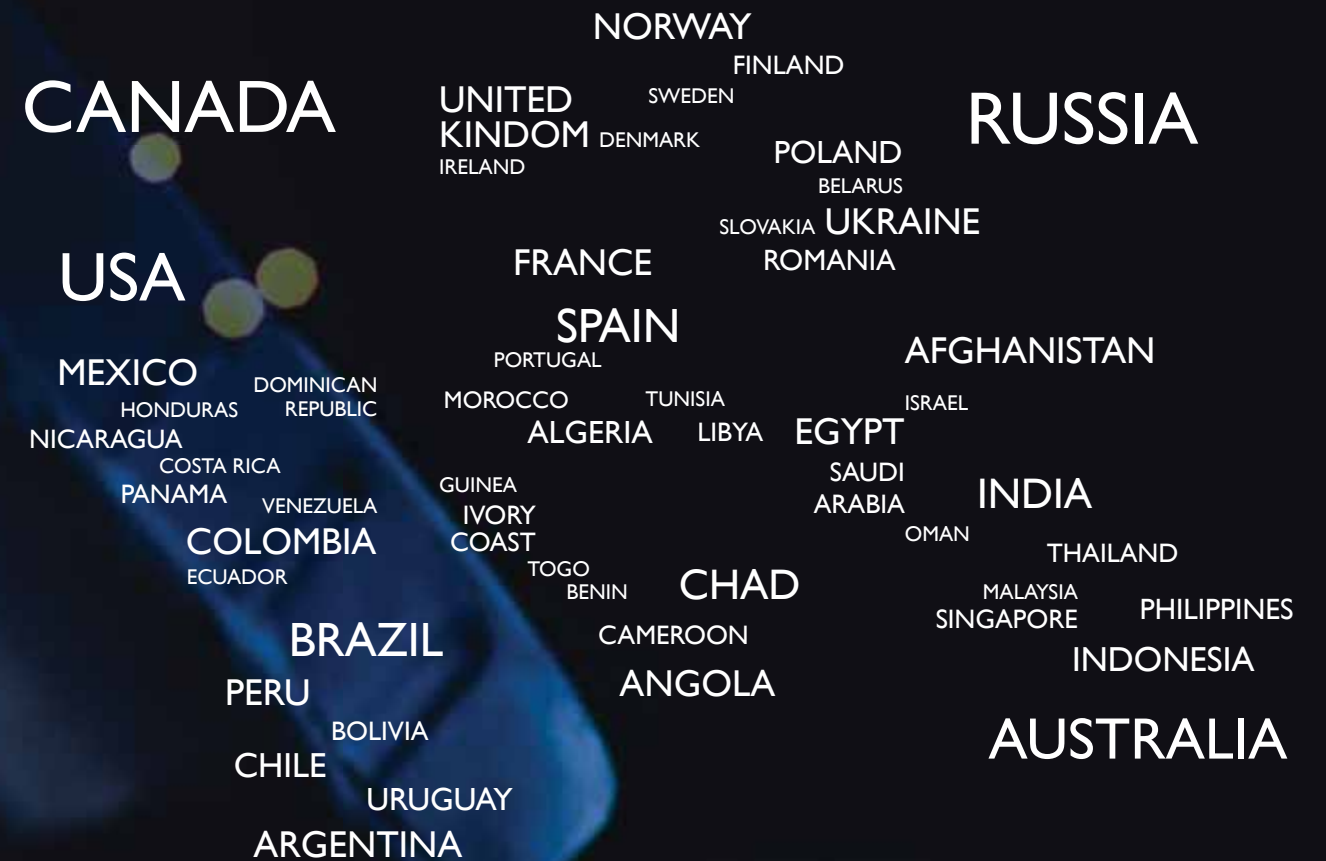 NORWAY
FINLAND
CANADA
UNITED
KINDOM
SWEDEN
RUSSIA
DENMARK
IRELAND
POLAND
BELARUS
SLOVAKIA
UKRAINE
FRANCE
ROMANIA
USA
SPAIN
PORTUGAL
AFGHANISTAN
MEXICO
DOMINICAN
REPUBLIC
HONDURAS
MOROCCO
TUNISIA
ISRAEL
NICARAGUA
ALGERIA
LIBYA
EGYPT
COSTA RICA
SAUDI
ARABIA
PANAMA
VENEZUELA
GUINEA
INDIA
IVORY
COAST
COLOMBIA
OMAN
THAILAND
ECUADOR
TOGO
BENIN
CHAD
MALAYSIA
SINGAPORE
PHILIPPINES
BRAZIL
CAMEROON
INDONESIA
PERU
ANGOLA
BOLIVIA
AUSTRALIA
CHILE
URUGUAY
ARGENTINA